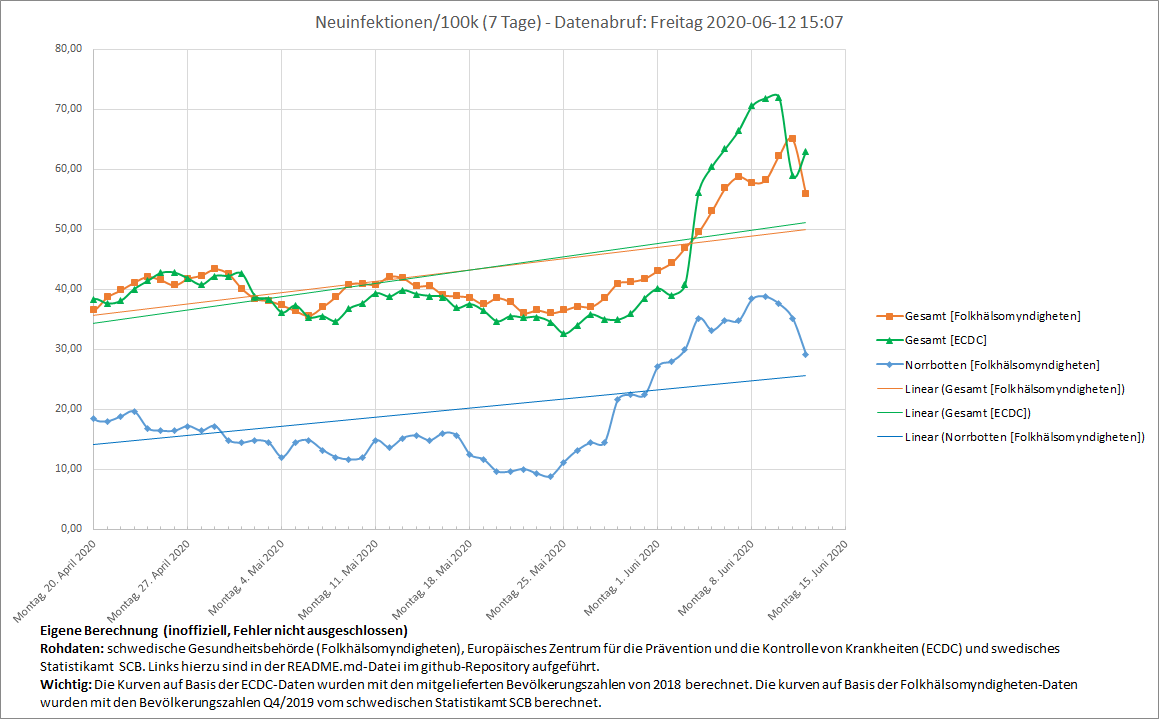 Neuinfektionen/100k (7 Tage) - Datenabruf: Freitag 2020-06-12 15:07
80,00
70,00
60,00
50,00
40,00
30,00
20,00
10,00
0,00
Montag, 20. April 2020
Montag, 27. April 2020
Montag, 4. Mai 2020
Montag, 11. Mai 2020
Montag, 18. Mai 2020
Montag, 25. Mai 2020
Montag, 1. Juni 2020
Montag, 8. Juni 2020
Montag, 15. Juni 2020
Gesamt [Folkhälsomyndigheten]
Gesamt [ECDC]
Norrbotten [Folkhälsomyndigheten]
Linear (Gesamt [Folkhälsomyndigheten])
Linear (Gesamt [ECDC])
Linear (Norrbotten [Folkhälsomyndigheten])
Eigene Berechnung (inoffiziell, Fehler nicht ausgeschlossen)
Rohdaten: schwedische Gesundheitsbehörde (Folkhälsomyndigheten), Europäisches Zentrum für die Prävention und die Kontrolle von Krankheiten (ECDC) und swedisches
Statistikamt SCB. Links hierzu sind in der README.md-Datei im github-Repository aufgeführt.
Wichtig: Die Kurven auf Basis der ECDC-Daten wurden mit den mitgelieferten Bevölkerungszahlen von 2018 berechnet. Die kurven auf Basis der Folkhälsomyndigheten-Daten
wurden mit den Bevölkerungszahlen Q4/2019 vom schwedischen Statistikamt SCB berechnet.